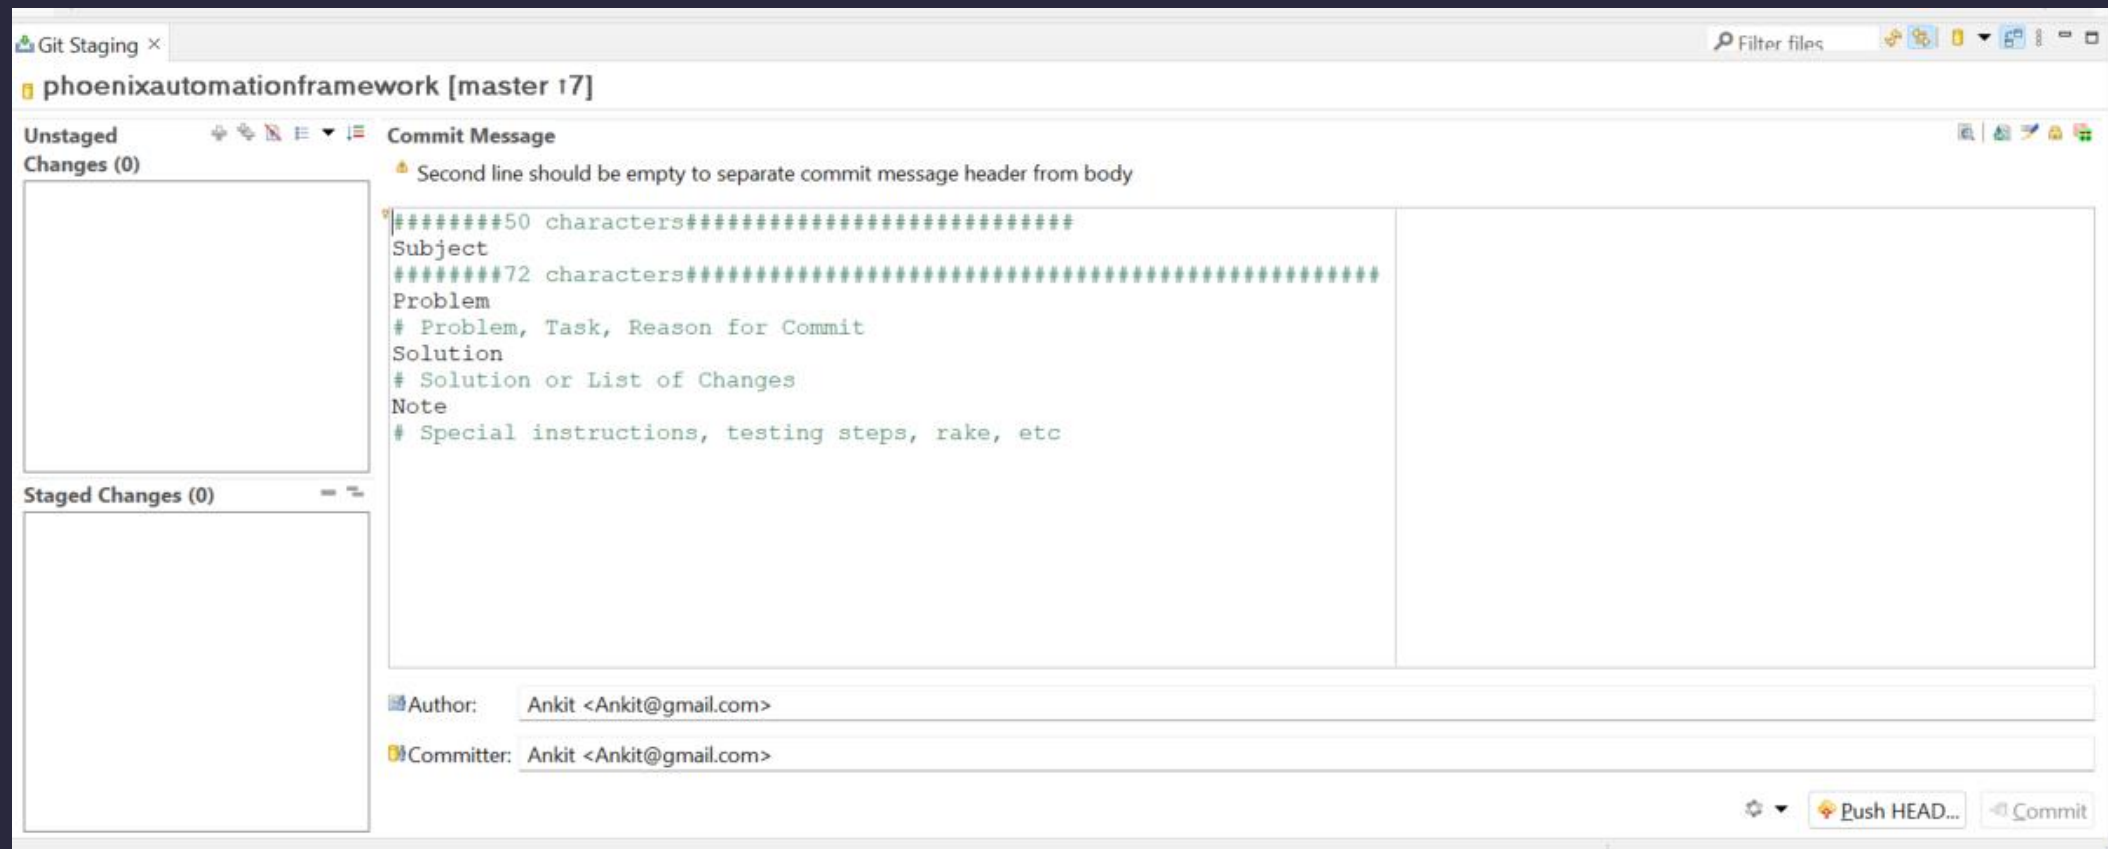 Git Staging
Filter files
phoenixautomationframework [master ↑7]
Unstaged
Changes (0)
Commit Message
Second line should be empty to separate commit message header from body
########50 characters############################
Subject
########72 characters##################################################
Problem
# Problem, Task, Reason for Commit
Solution
# Solution or List of Changes
Note
# Special instructions, testing steps, rake, etc
Staged Changes (0)
Author: Ankit <Ankit@gmail.com>
Committer: Ankit <Ankit@gmail.com>
Push HEAD...
Commit